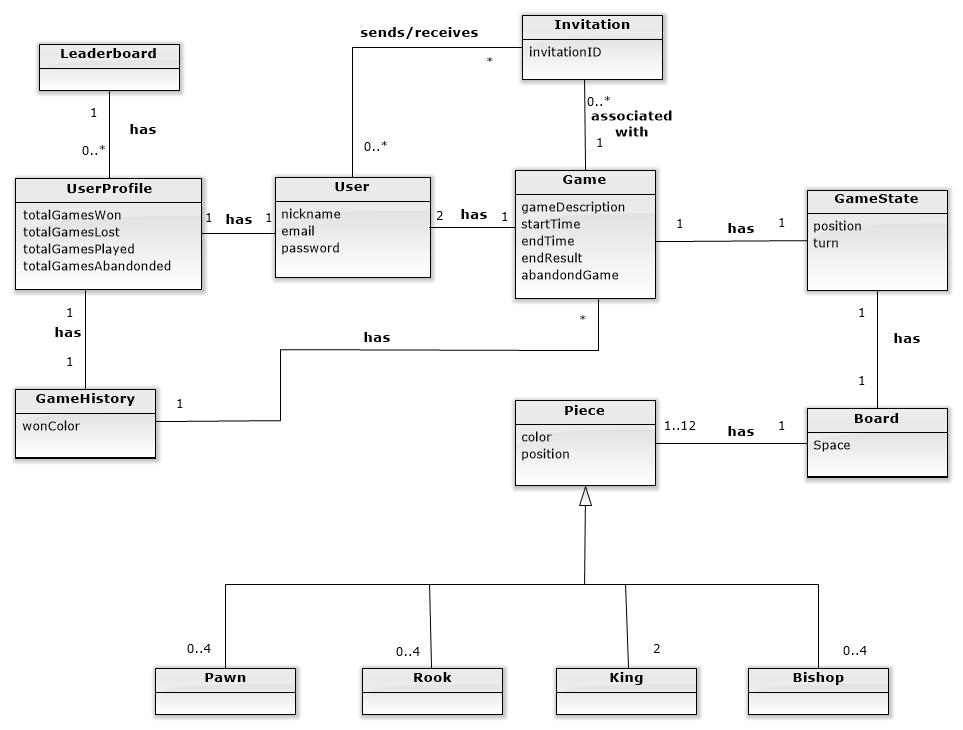 Invitation
invitationID
sends/receives
*
Leaderboard
1
has
0..*
0..*
associated
with
1
0..*
UserProfile
totalGamesWon
totalGamesLost
totalGamesPlayed
totalGamesAbandonded
1 has 1
User
nickname
email
password
2 has 1
Game
gameDescription
startTime
endTime
endResult
abandondGame
1 has 1
GameState
position
turn
1
has
1
*
has
1
has
1
GameHistory
wonColor
1
Piece
color
position
1..12 has 1
Board
Space
0..4
0..4
2
0..4
Pawn
Rook
King
Bishop